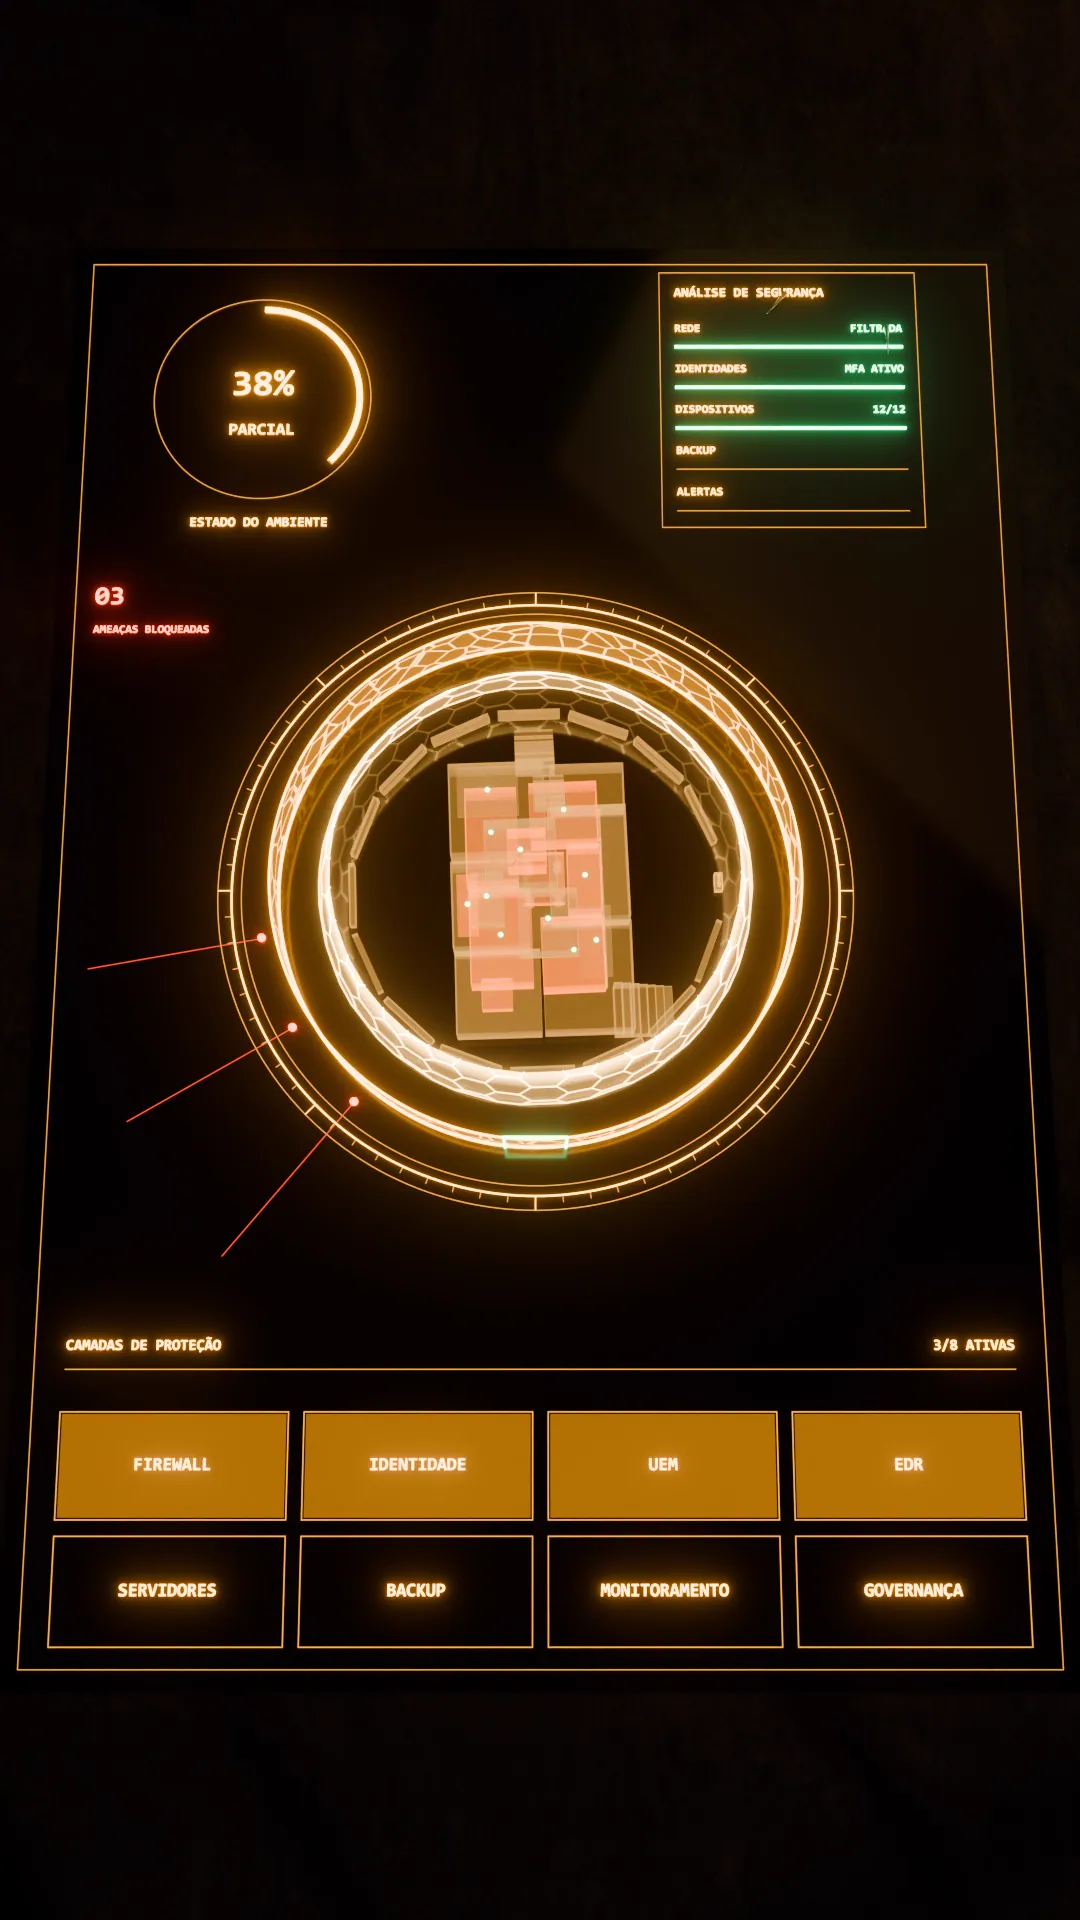 38%
PARCIAL
ESTADO DO AMBIENTE
ANÁLISE DE SEGURANÇA
REDE FILTRADA
IDENTIDADES MFA ATIVO
DISPOSITIVOS 12/12
BACKUP
ALERTAS
03
AMEAÇAS BLOQUEADAS
CAMADAS DE PROTEÇÃO 3/8 ATIVAS
FIREWALL IDENTIDADE UEM EDR
SERVIDORES BACKUP MONITORAMENTO GOVERNANÇA